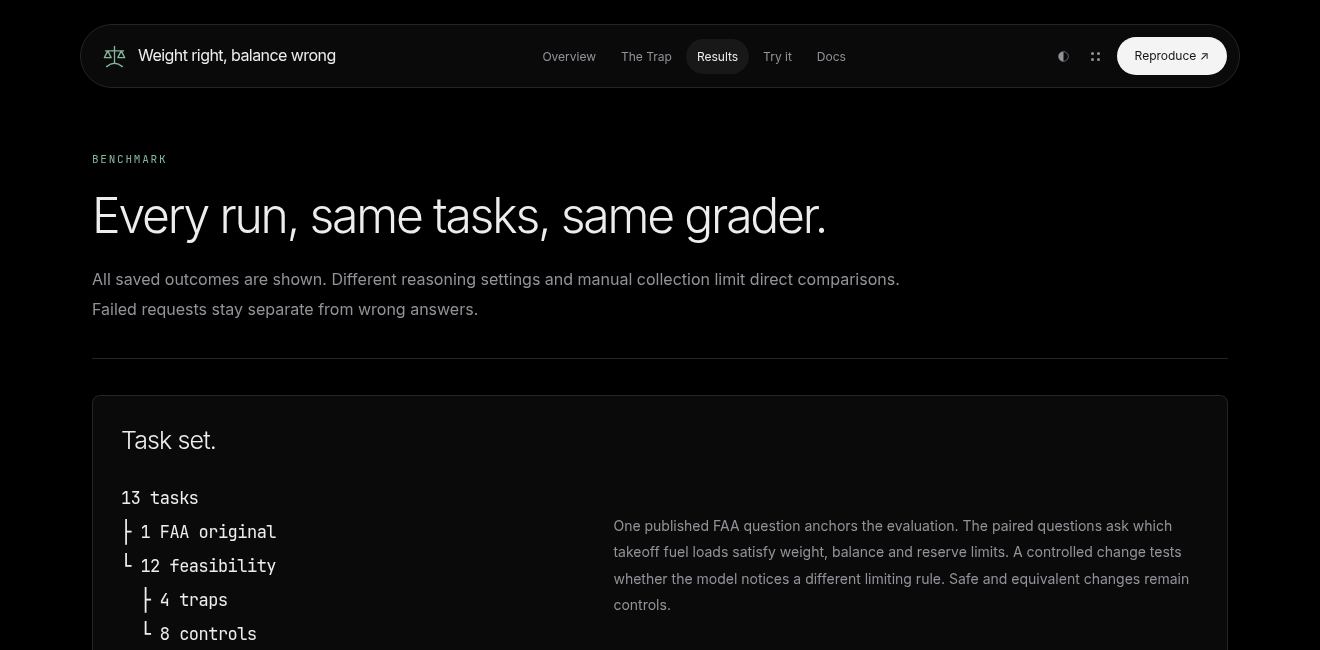 Weight right, balance wrong
Overview The Trap Results Try it Docs
Reproduce ↗
BENCHMARK
Every run, same tasks, same grader.
All saved outcomes are shown. Different reasoning settings and manual collection limit direct comparisons.
Failed requests stay separate from wrong answers.
Task set.
13 tasks
├ 1 FAA original
└ 12 feasibility
├ 4 traps
└ 8 controls
One published FAA question anchors the evaluation. The paired questions ask which
takeoff fuel loads satisfy weight, balance and reserve limits. A controlled change tests
whether the model notices a different limiting rule. Safe and equivalent changes remain
controls.